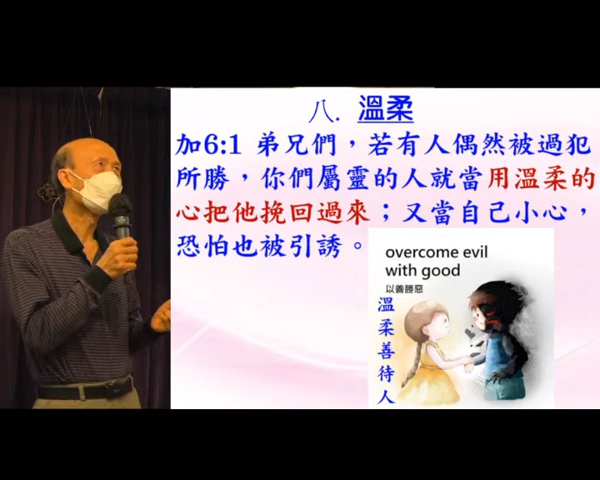 八. 溫柔
加6:1 弟兄們，若有人偶然被過犯
所勝，你們屬靈的人就當用溫柔的
心把他挽回過來；又當自己小心，
恐怕也被引誘。
overcome evil
with good
以善勝惡
溫柔善待人